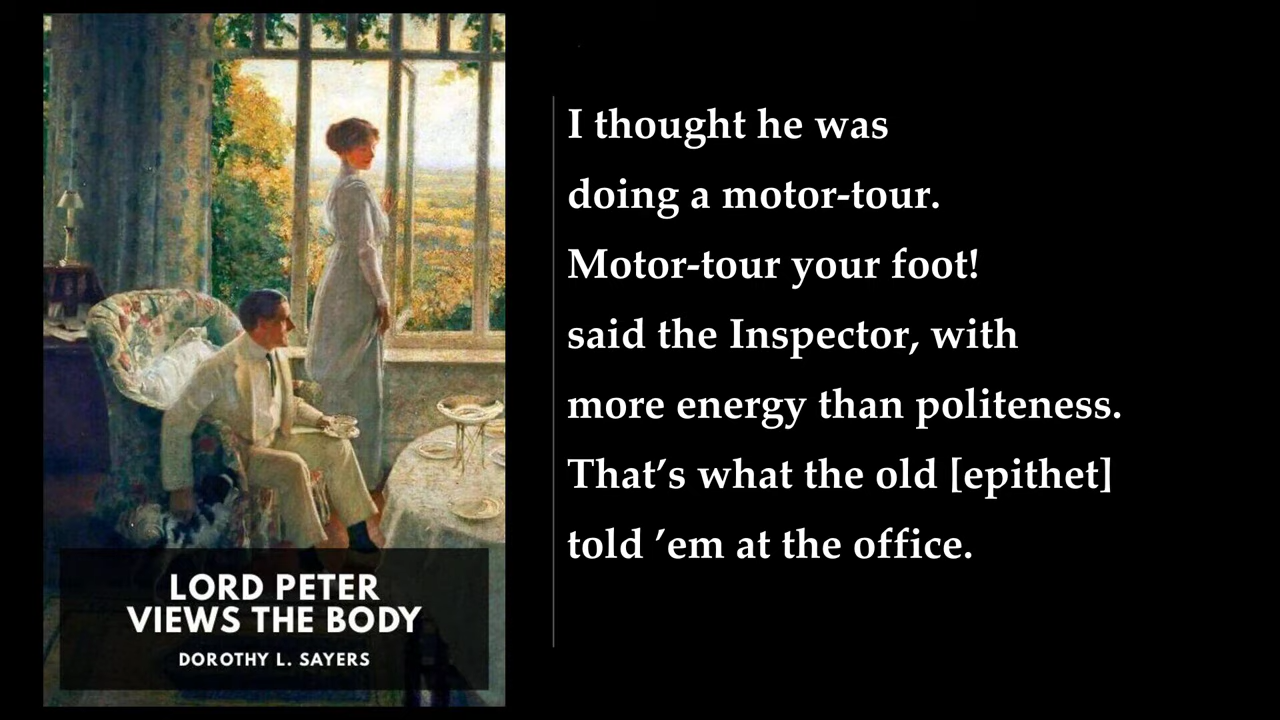 LORD PETER
VIEWS THE BODY
DOROTHY L. SAYERS
I thought he was
doing a motor-tour.
Motor-tour your foot!
said the Inspector, with
more energy than politeness.
That’s what the old [epithet]
told ’em at the office.